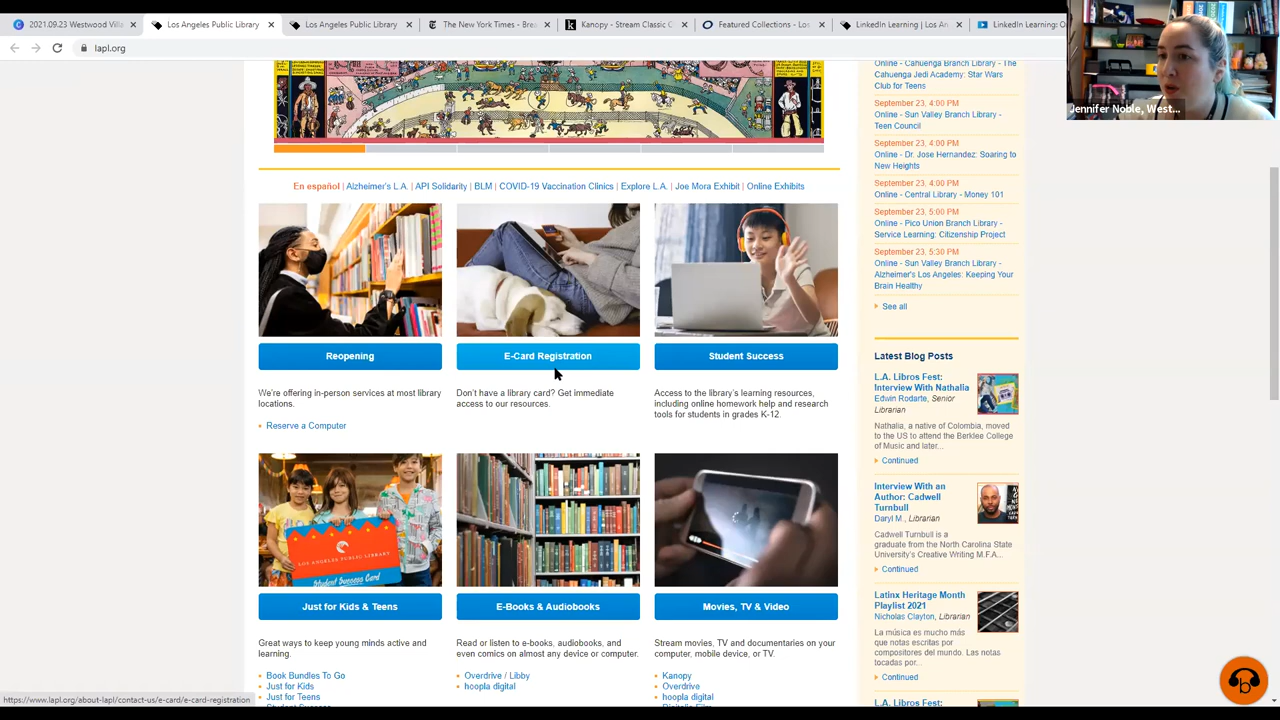 2021.09.23 Westwood Villa
Los Angeles Public Library
Los Angeles Public Library
The New York Times - Brea
Kanopy - Stream Classic C
Featured Collections - Los
LinkedIn Learning | Los An
LinkedIn Learning: O
lapl.org
Jennifer Noble, West...
En español | Alzheimer's L.A. | API Solidarity | BLM | COVID-19 Vaccination Clinics | Explore L.A. | Joe Mora Exhibit | Online Exhibits
Reopening
We're offering in-person services at most library
locations.
Reserve a Computer
E-Card Registration
Don't have a library card? Get immediate
access to our resources.
Student Success
Access to the library's learning resources,
including online homework help and research
tools for students in grades K-12.
LOS ANGELES PUBLIC LIBRARY
Student Success Card
Just for Kids & Teens
Great ways to keep young minds active and
learning.
Book Bundles To Go
Just for Kids
Just for Teens
Student Success
E-Books & Audiobooks
Read or listen to e-books, audiobooks, and
even comics on almost any device or computer.
Overdrive / Libby
hoopla digital
Movies, TV & Video
Stream movies, TV and documentaries on your
computer, mobile device, or TV.
Kanopy
Overdrive
hoopla digital
Online - Cahuenga Branch Library - The
Cahuenga Jedi Academy: Star Wars
Club for Teens
September 23, 4:00 PM
Online - Sun Valley Branch Library -
Teen Council
September 23, 4:00 PM
Online - Dr. Jose Hernandez: Soaring to
New Heights
September 23, 4:00 PM
Online - Central Library - Money 101
September 23, 5:00 PM
Online - Pico Union Branch Library -
Service Learning: Citizenship Project
September 23, 5:30 PM
Online - Sun Valley Branch Library -
Alzheimer's Los Angeles: Keeping Your
Brain Healthy
See all
Latest Blog Posts
L.A. Libros Fest:
Interview With Nathalia
Edwin Rodarte, Senior
Librarian
Nathalia, a native of Colombia, moved
to the US to attend the Berklee College
of Music and later...
Continued
Interview With an
Author: Cadwell
Turnbull
Daryl M., Librarian
Cadwell Turnbull is a
graduate from the North Carolina State
University's Creative Writing M.F.A...
Continued
Latinx Heritage Month
Playlist 2021
Nicholas Clayton, Librarian
La música es mucho más
que notas escritas por
compositores del mundo. Las notas
tocadas por...
Continued
L.A. Libros Fest:
https://www.lapl.org/about-lapl/contact-us/e-card/e-card-registration